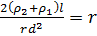 2(ρ₂+ρ₁)l / rd² = r